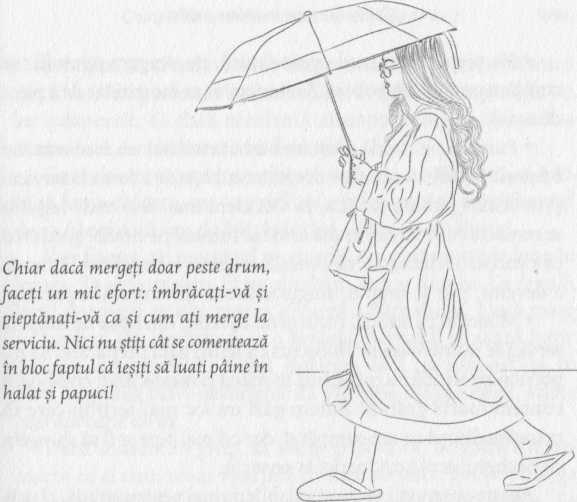 Chiar dacă mergeți doar peste drum,
faceți un mic efort: îmbrăcați-vă și
pieptănați-vă ca și cum ați merge la
serviciu. Nici nu știți cât se comentează
în bloc faptul că ieșiți să luați pâine în
halat și papuci!